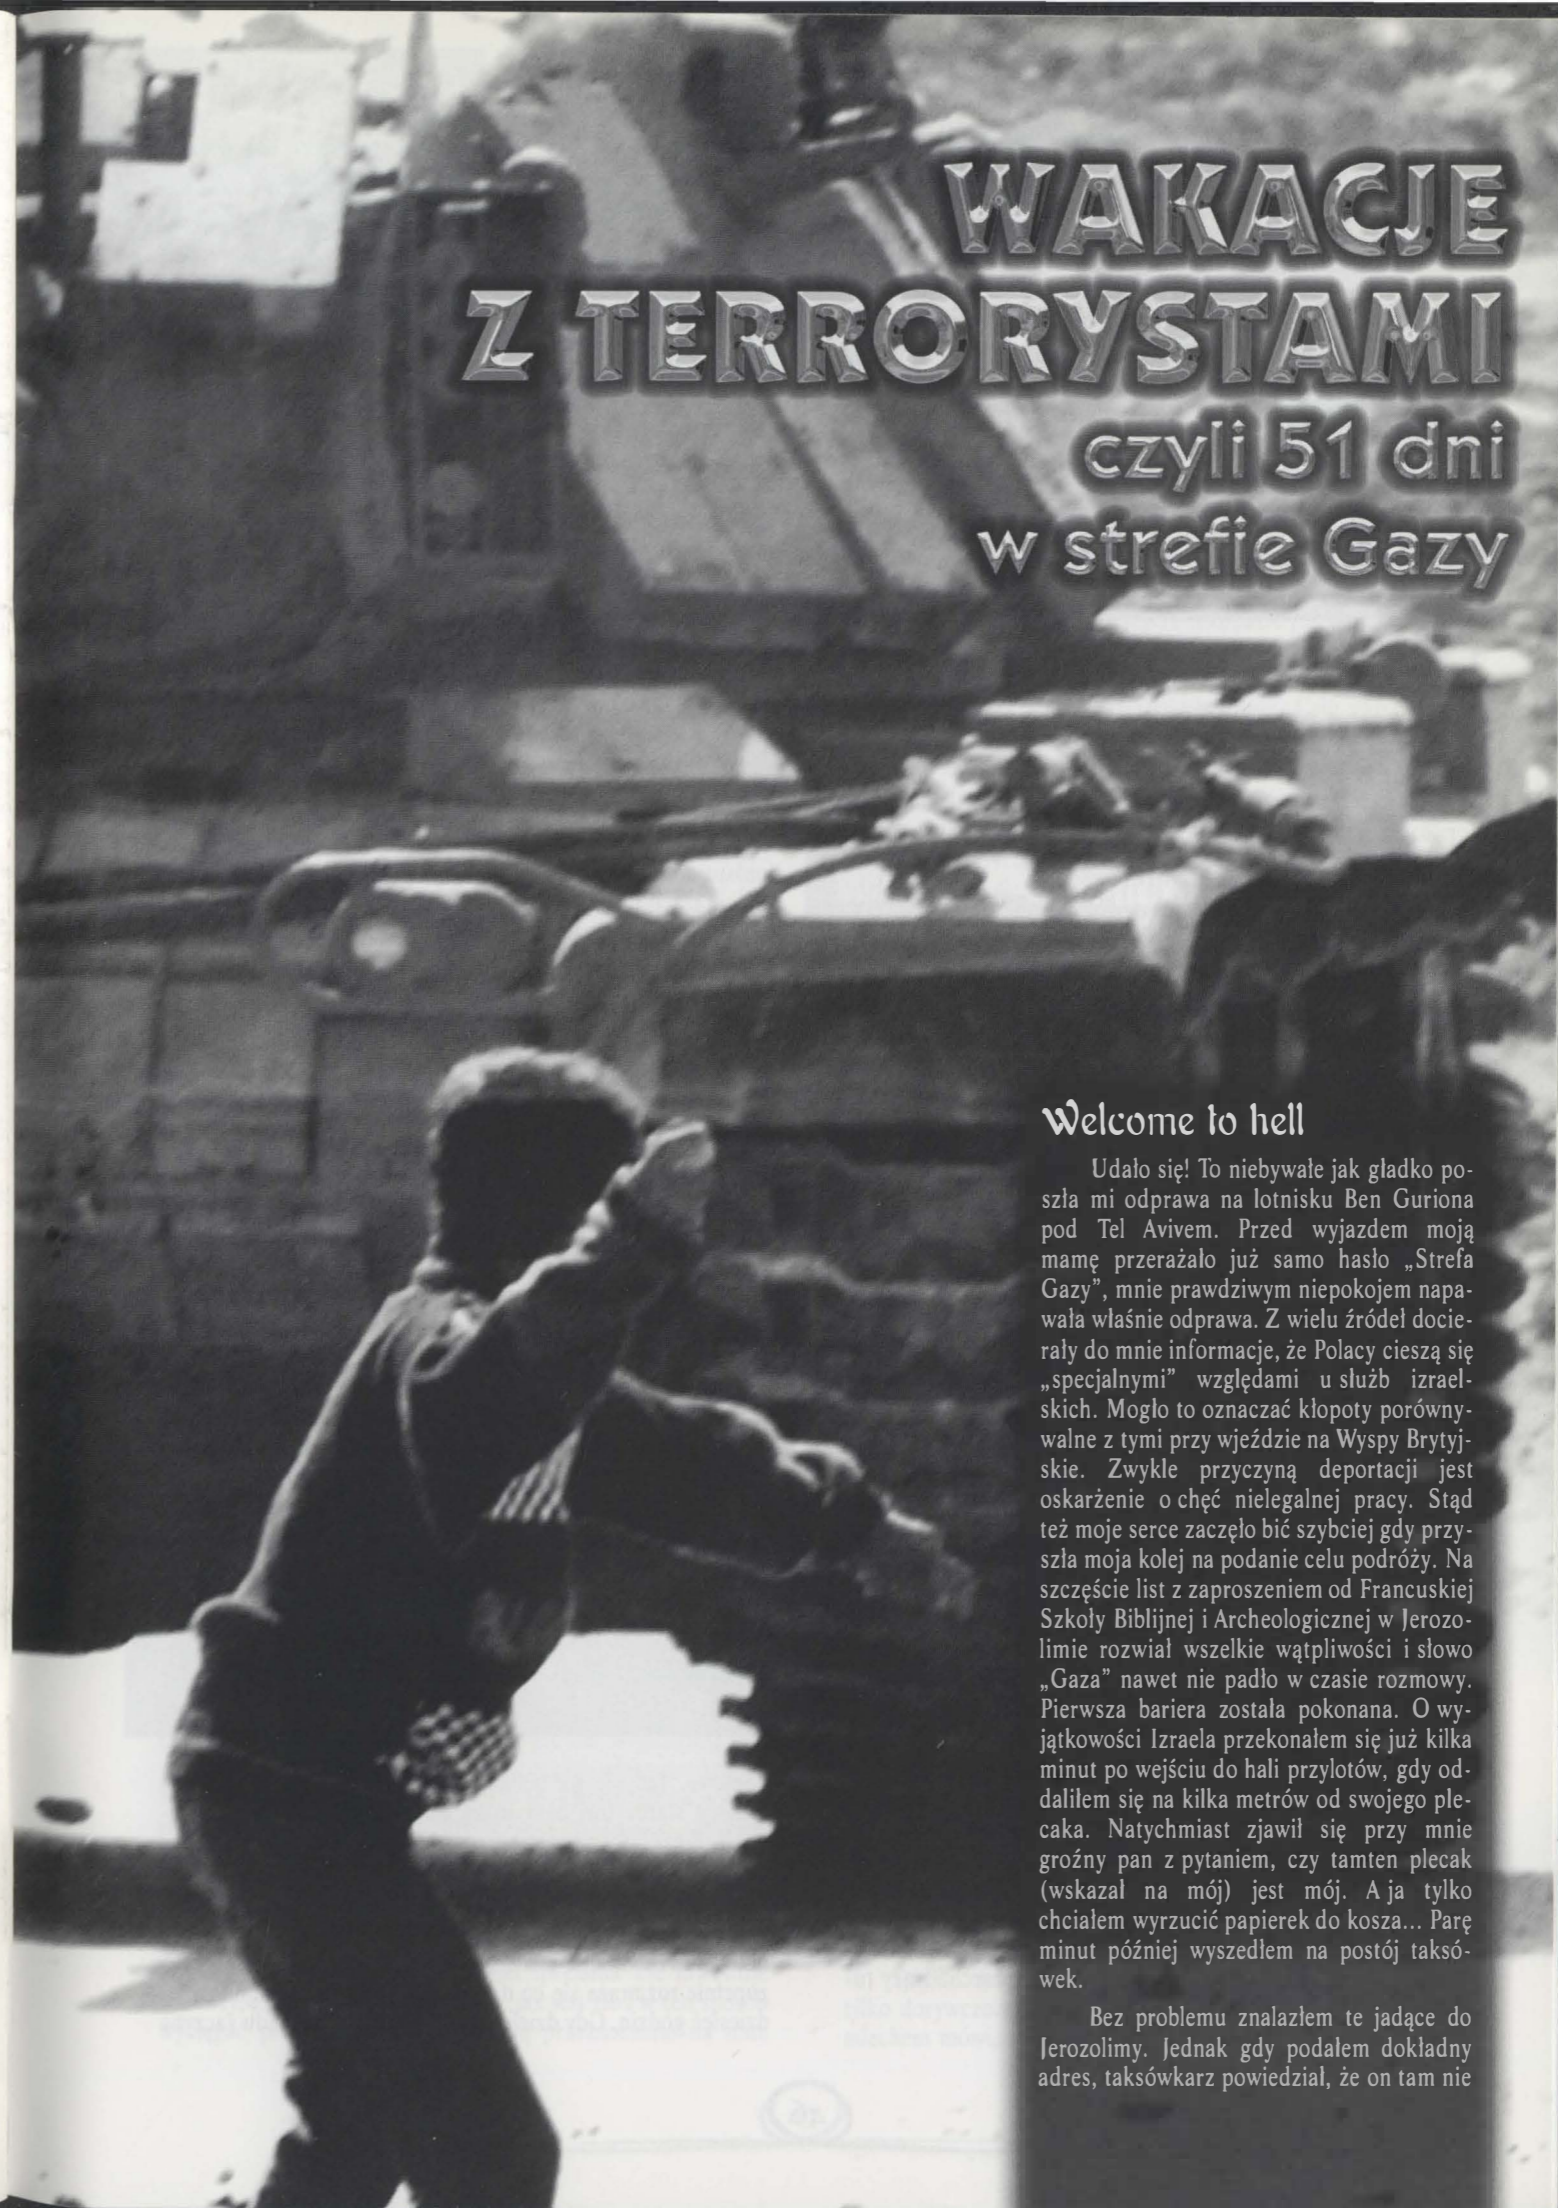 WAKACJE
Z TERRORYSTAMI
czyli 51 dni
w strefie Gazy
Welcome to hell
Udało się! To niebywałe jak gładko po-
szła mi odprawa na lotnisku Ben Guriona
pod Tel Avivem. Przed wyjazdem moją
mamę przerażało już samo hasło „Strefa
Gazy”, mnie prawdziwym niepokojem napa-
wała właśnie odprawa. Z wielu źródeł docie-
rały do mnie informacje, że Polacy cieszą się
„specjalnymi” względami u służb izrael-
skich. Mogło to oznaczać kłopoty porówny-
walne z tymi przy wjeździe na Wyspy Brytyj-
skie. Zwykle przyczyną deportacji jest
oskarżenie o chęć nielegalnej pracy. Stąd
też moje serce zaczęło bić szybciej gdy przy-
szła moja kolej na podanie celu podróży. Na
szczęście list z zaproszeniem od Francuskiej
Szkoły Biblijnej i Archeologicznej w Jerozo-
limie rozwiał wszelkie wątpliwości i słowo
„Gaza” nawet nie padło w czasie rozmowy.
Pierwsza bariera została pokonana. O wy-
jątkowości Izraela przekonałem się już kilka
minut po wejściu do hali przylotów, gdy od-
daliłem się na kilka metrów od swojego ple-
caka. Natychmiast zjawił się przy mnie
groźny pan z pytaniem, czy tamten plecak
(wskazał na mój) jest mój. A ja tylko
chciałem wyrzucić papierek do kosza... Parę
minut później wyszedłem na postój taksó-
wek.
Bez problemu znalazłem te jadące do
Jerozolimy. Jednak gdy podałem dokładny
adres, taksówkarz powiedział, że on tam nie